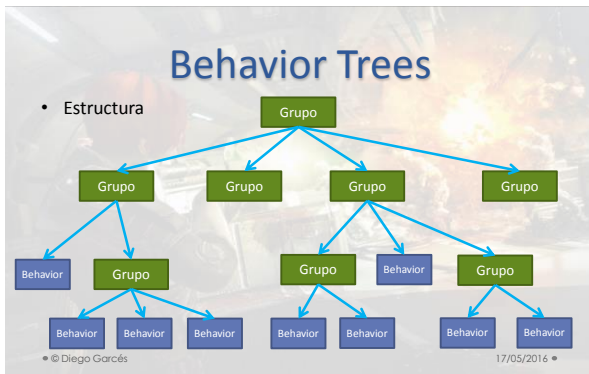 Behavior Trees
• Estructura
Grupo
Grupo Grupo Grupo Grupo
Behavior Grupo Grupo Behavior Grupo
Behavior Behavior Behavior Behavior Behavior Behavior Behavior
• © Diego Garcés 17/05/2016 •